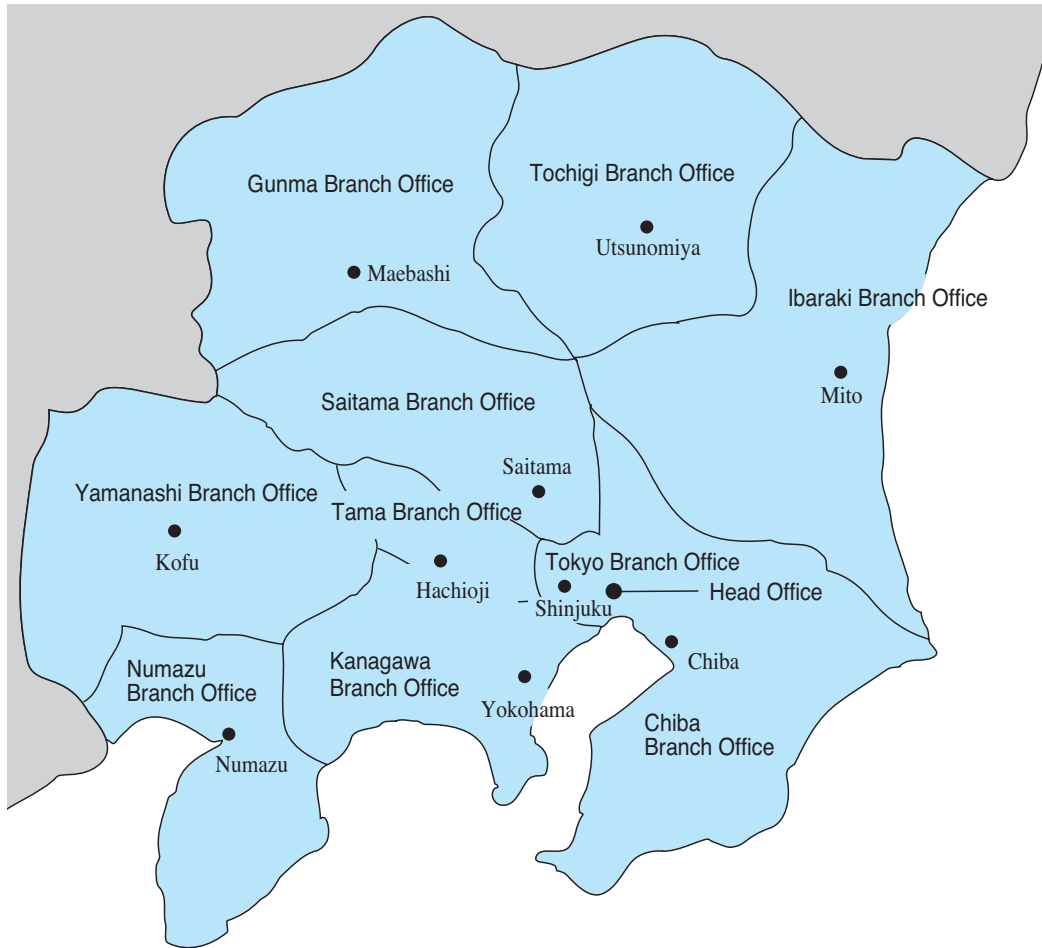 Tochigi Branch Office
Gunma Branch Office
Utsunomiya
Maebashi
Ibaraki Branch Office
Mito
Saitama Branch Office
Saitama
Yamanashi Branch Office
Tama Branch Office
Kofu
Tokyo Branch Office
Hachioji
Head Office
Shinjuku
Chiba
Numazu
Branch Office
Kanagawa
Branch Office
Yokohama
Chiba
Branch Office
Numazu